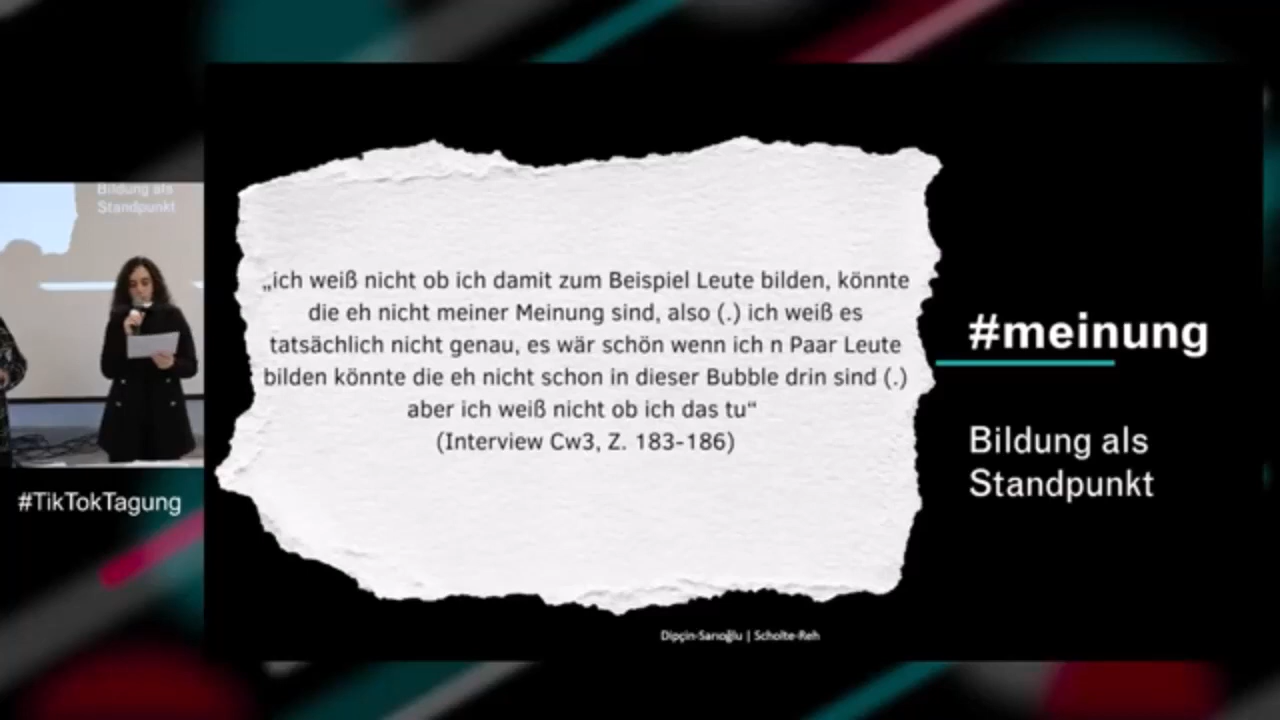 Bildung als
Standpunkt
#TikTokTagung
„ich weiß nicht ob ich damit zum Beispiel Leute bilden, könnte
die eh nicht meiner Meinung sind, also (.) ich weiß es
tatsächlich nicht genau, es wär schön wenn ich n Paar Leute
bilden könnte die eh nicht schon in dieser Bubble drin sind (.)
aber ich weiß nicht ob ich das tu“
(Interview Cw3, Z. 183-186)
#meinung
Bildung als
Standpunkt
Dipçin-Sarıoğlu | Scholte-Reh